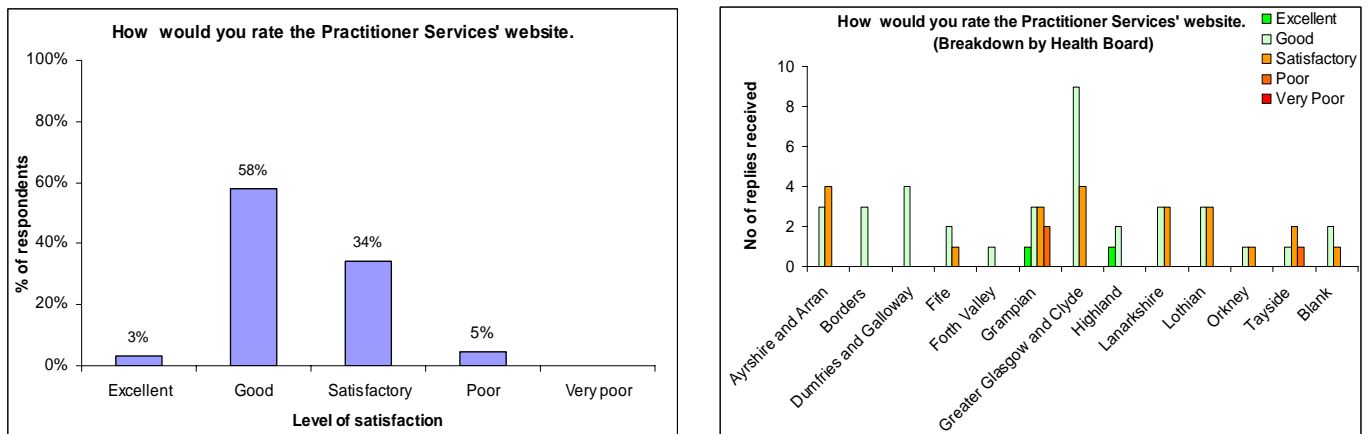 How would you rate the Practitioner Services' website.
100%
80%
60%
40%
20%
0%
% of respondents
3%
58%
34%
5%
Excellent
Good
Satisfactory
Poor
Very poor
Level of satisfaction
How would you rate the Practitioner Services' website.
(Breakdown by Health Board)
Excellent
Good
Satisfactory
Poor
Very Poor
10
8
6
4
2
0
No of replies received
Ayrshire and Arran
Borders
Dumfries and Galloway
Fife
Forth Valley
Grampian
Greater Glasgow and Clyde
Highland
Lanarkshire
Lothian
Orkney
Tayside
Blank